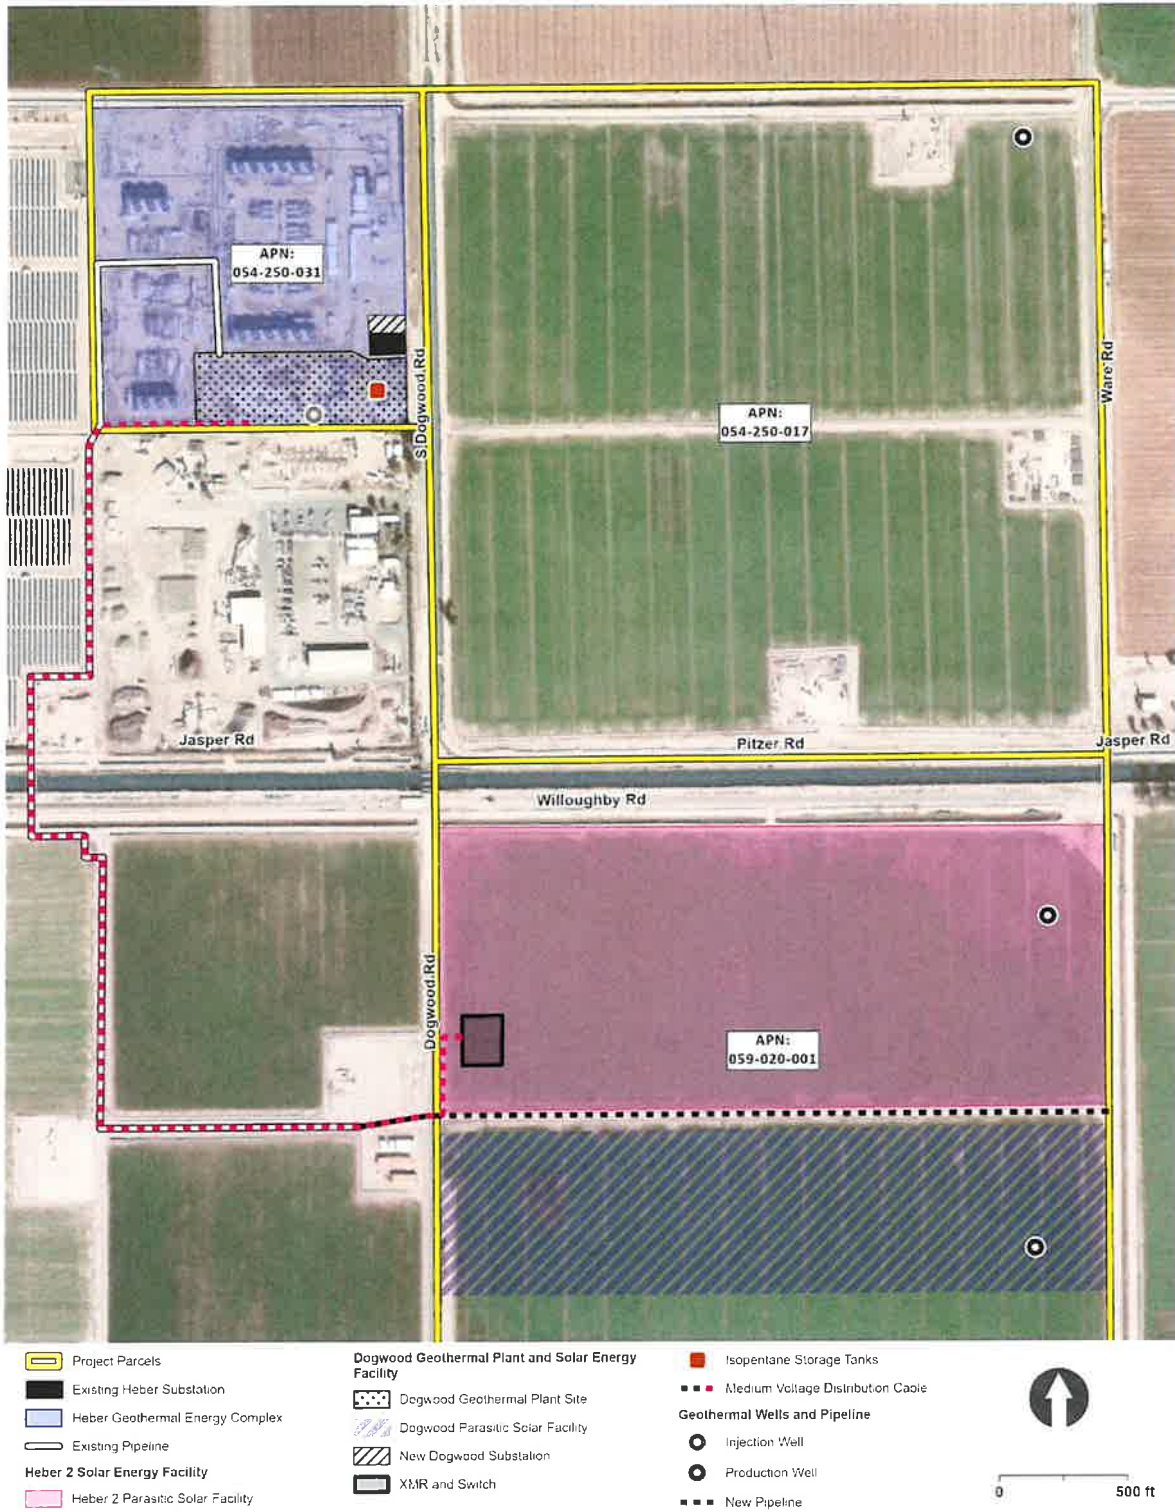 APN:
054-250-031
S. Dogwood Rd
APN:
054-250-017
Ware Rd
Jasper Rd
Pitzer Rd
Jasper Rd
Willoughby Rd
Dogwood Rd
APN:
059-020-001
Project Parcels
Existing Heber Substation
Heber Geothermal Energy Complex
Existing Pipeline
Heber 2 Solar Energy Facility
Heber 2 Parasitic Solar Facility
Dogwood Geothermal Plant and Solar Energy
Facility
Dogwood Geothermal Plant Site
Dogwood Parasitic Solar Facility
New Dogwood Substation
XMR and Switch
Isopentane Storage Tanks
Medium Voltage Distribution Cable
Geothermal Wells and Pipeline
Injection Well
Production Well
New Pipeline
0 500 ft